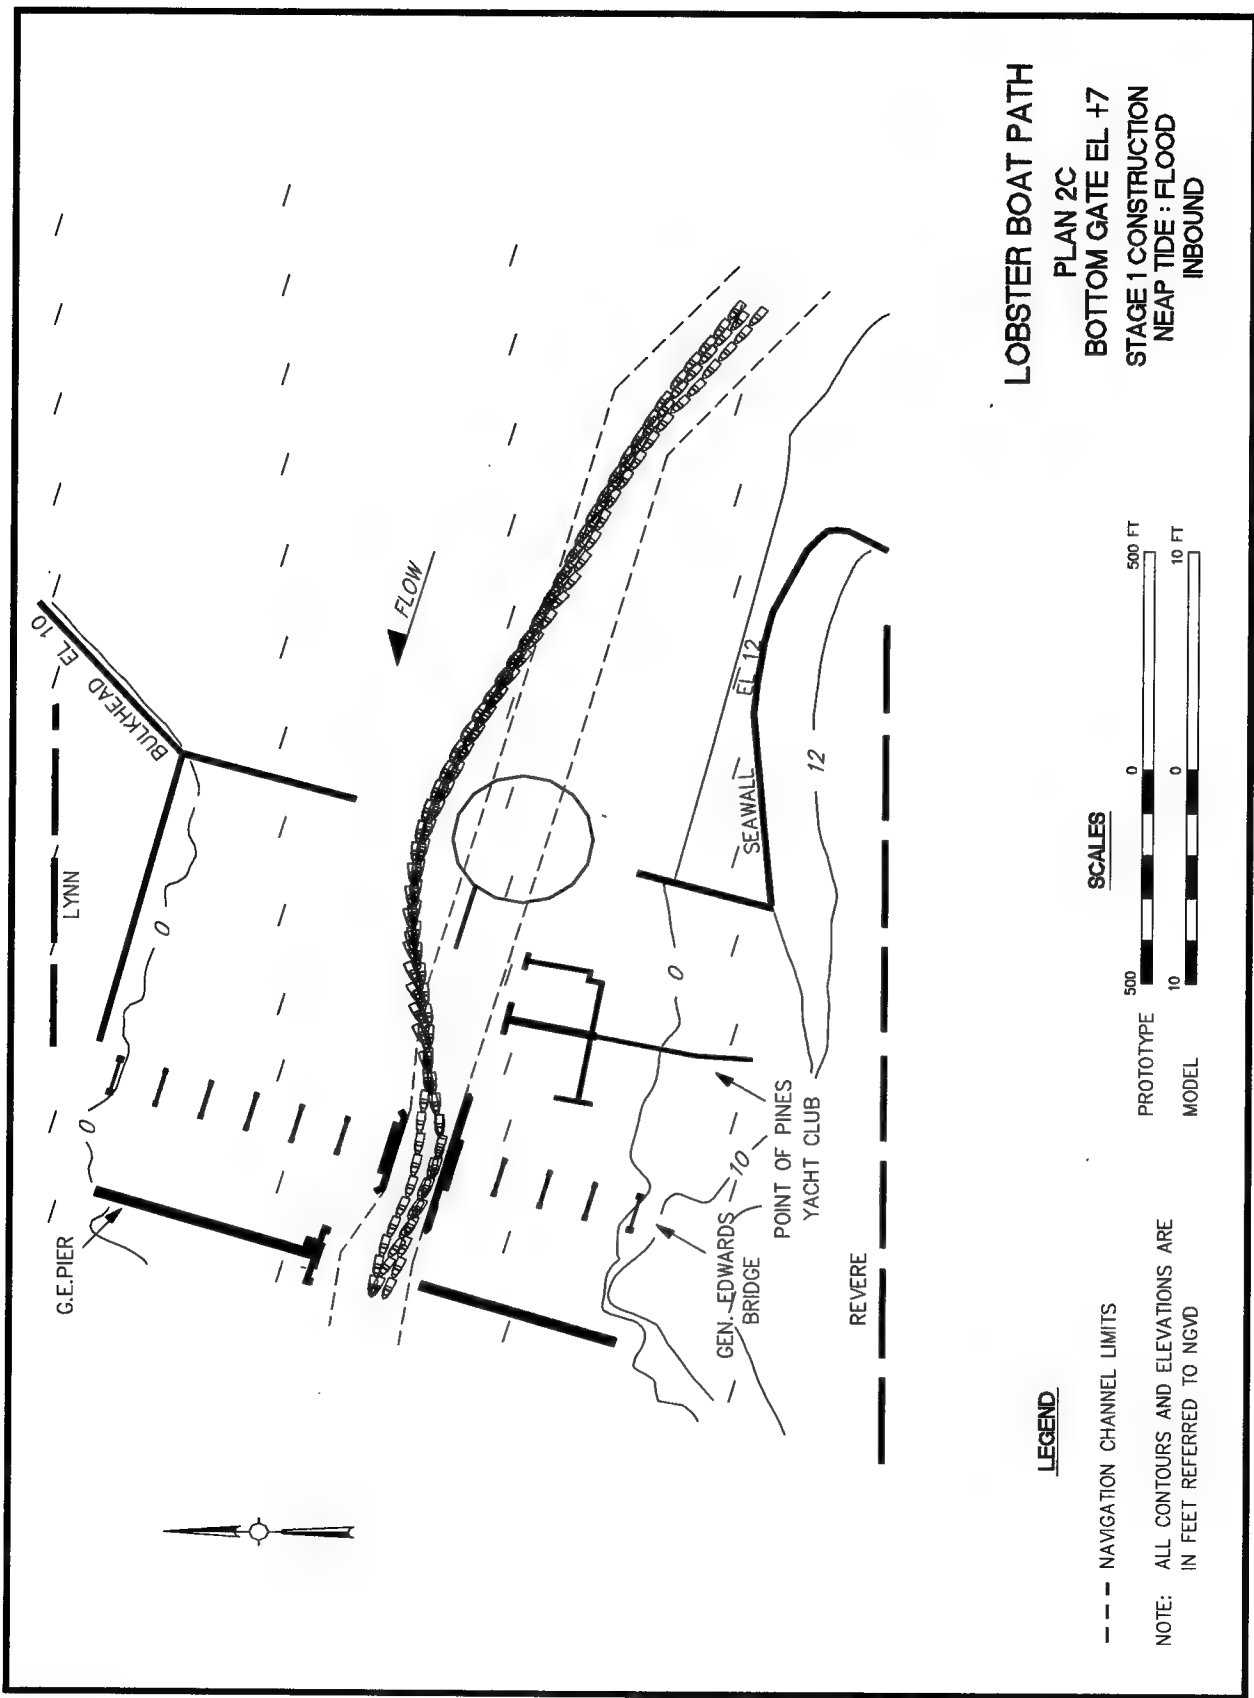 LYNN
BULKHEAD
EL 10
G.E.PIER
0
0
FLOW
SEAWALL
EL 12
0
12
10
GEN. EDWARDS
BRIDGE
POINT OF PINES
YACHT CLUB
REVERE
LEGEND
--- NAVIGATION CHANNEL LIMITS
NOTE: ALL CONTOURS AND ELEVATIONS ARE
IN FEET REFERRED TO NGVD
SCALES
PROTOTYPE 500 0 500 FT
MODEL 10 0 10 FT
LOBSTER BOAT PATH
PLAN 2C
BOTTOM GATE EL +7
STAGE 1 CONSTRUCTION
NEAP TIDE : FLOOD
INBOUND